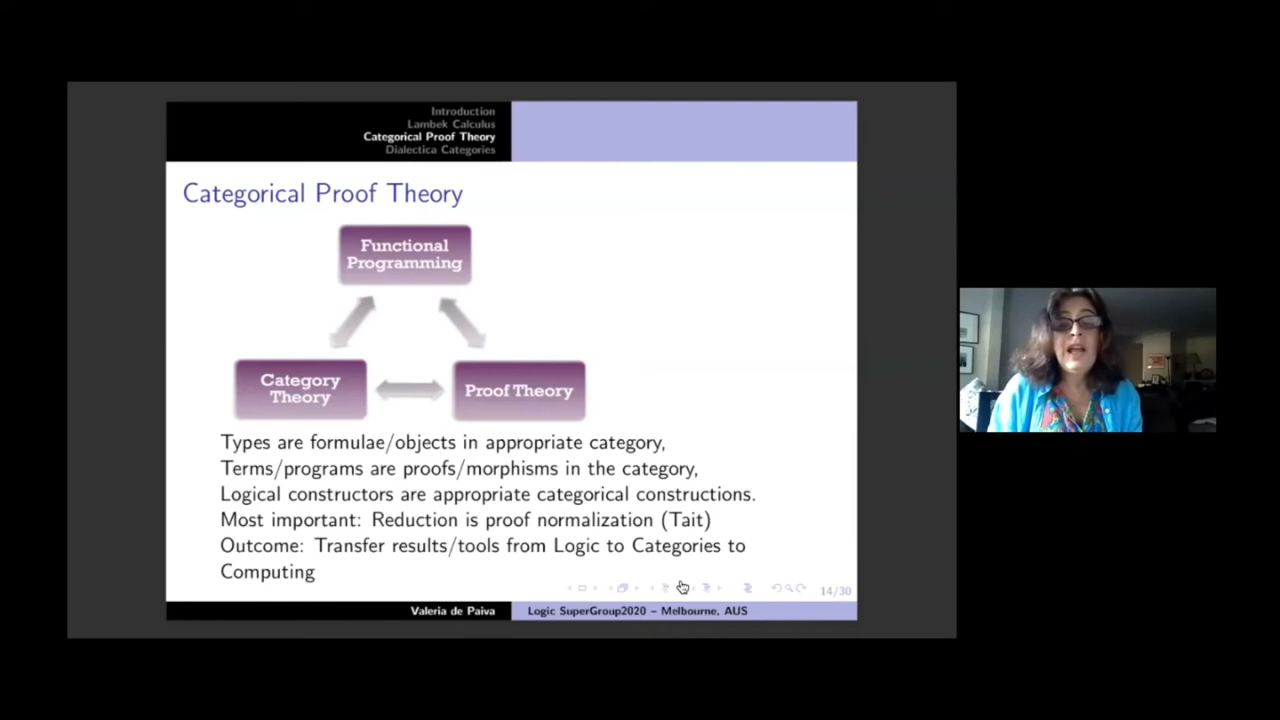 Introduction
Lambek Calculus
Categorical Proof Theory
Dialectica Categories
Categorical Proof Theory
Functional
Programming
Category
Theory
Proof Theory
Types are formulae/objects in appropriate category,
Terms/programs are proofs/morphisms in the category,
Logical constructors are appropriate categorical constructions.
Most important: Reduction is proof normalization (Tait)
Outcome: Transfer results/tools from Logic to Categories to
Computing
14/30
Valeria de Paiva
Logic SuperGroup2020 – Melbourne, AUS